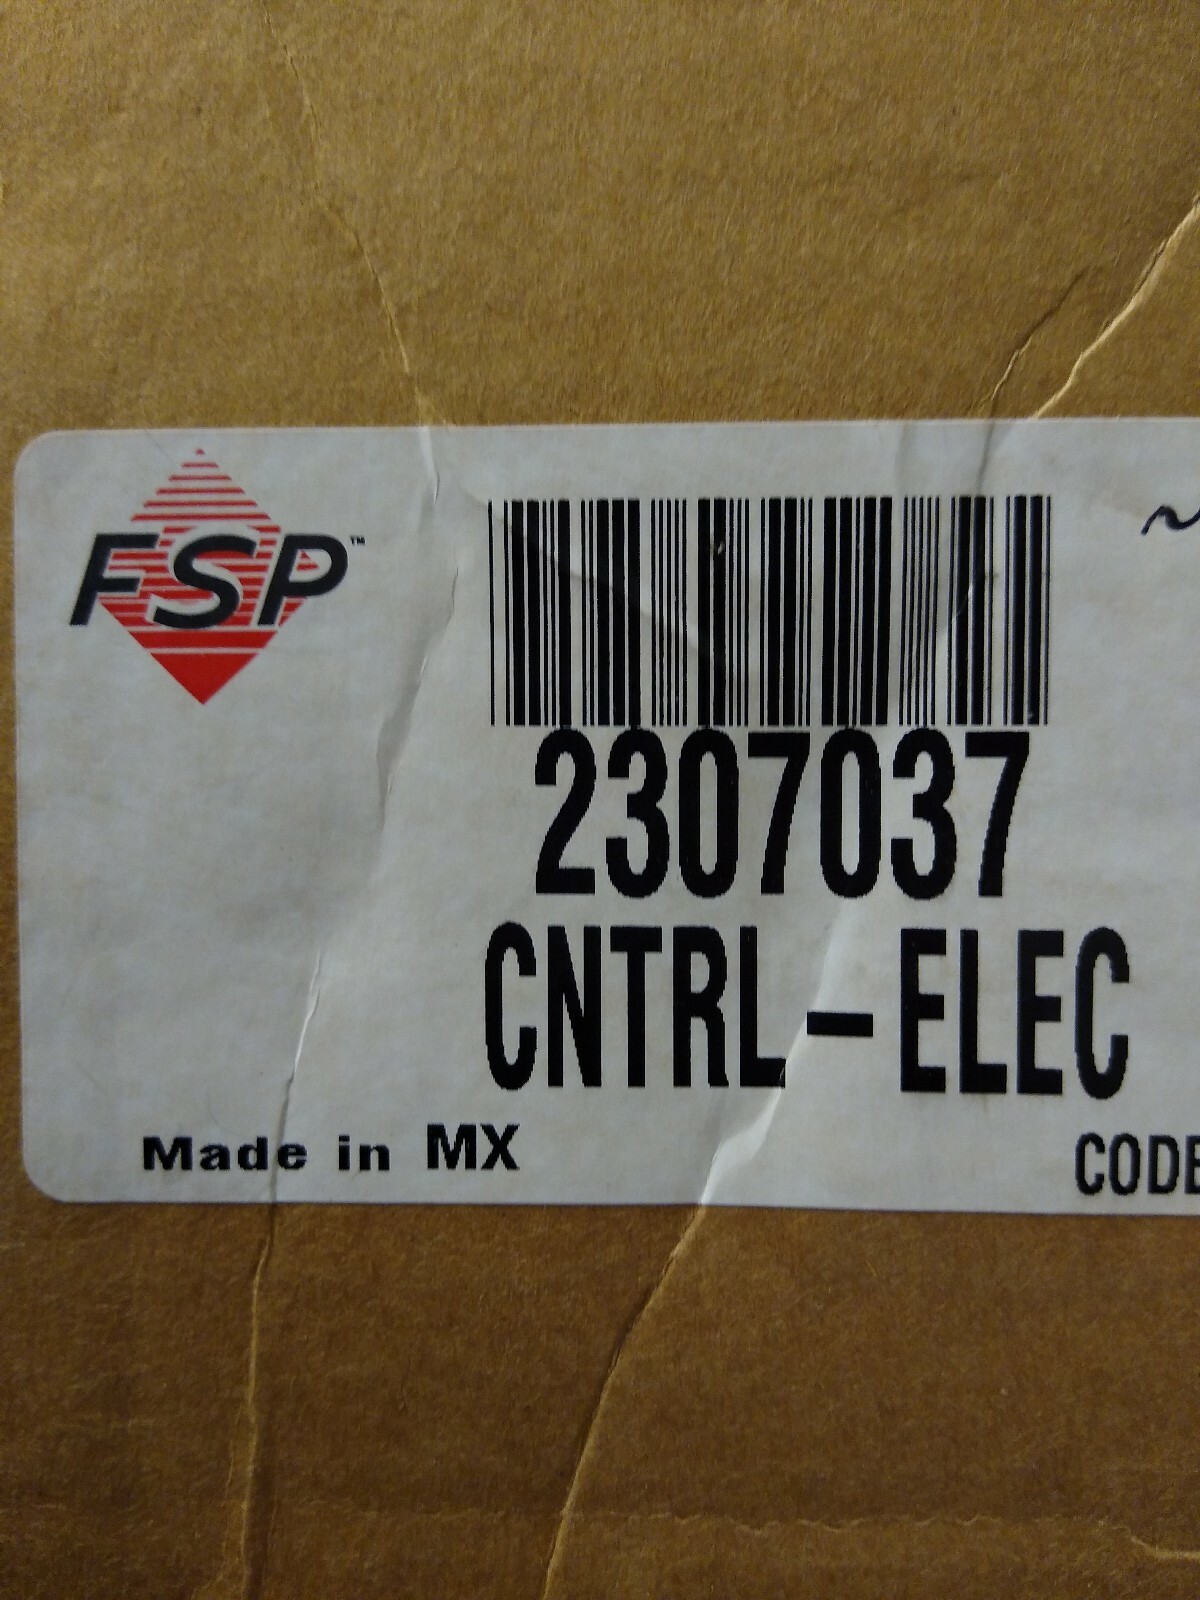 FSP™
2307037
CNTRL-ELEC
Made in MX
CODE